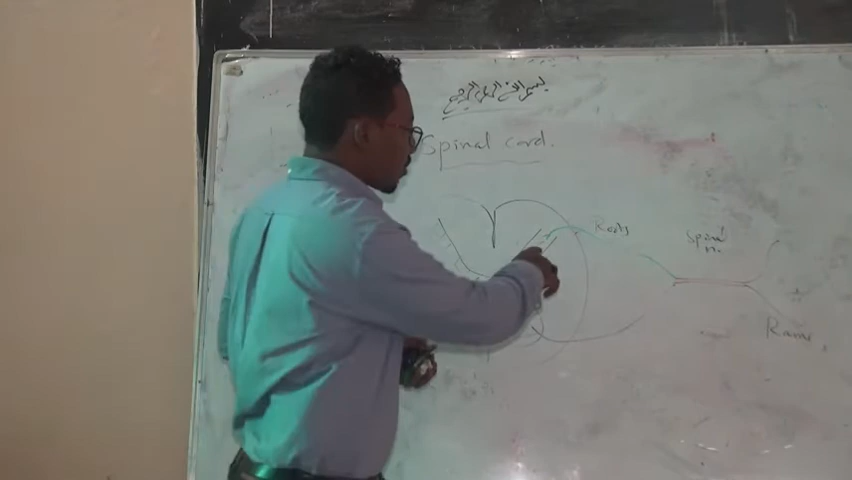 بسم الله الرحمن الرحيم
Spinal cord.
Roots
Spinal
n.
Rami